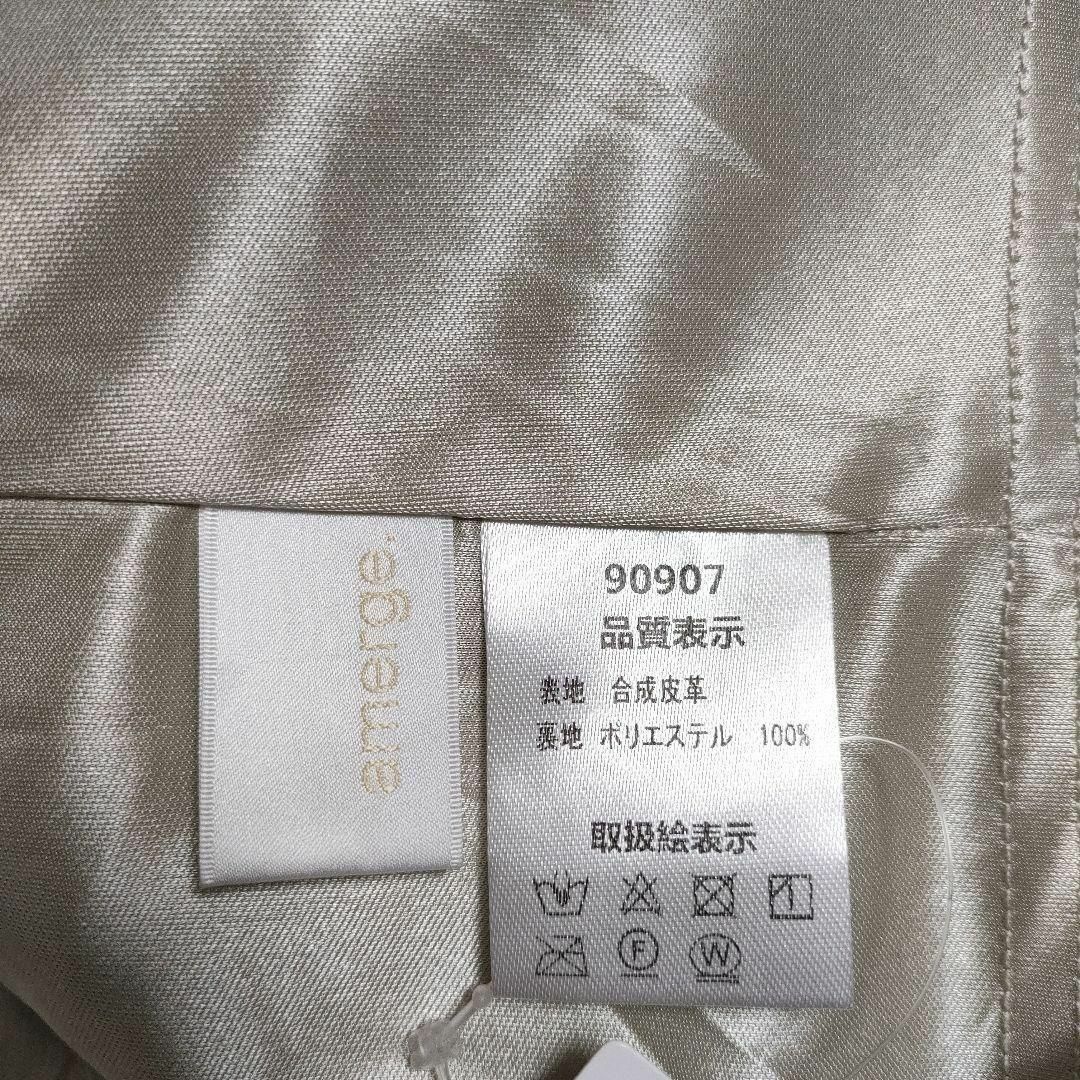 amerge.
90907
品質表示
表地 合成皮革
裏地 ポリエステル 100%
取扱絵表示
F
W